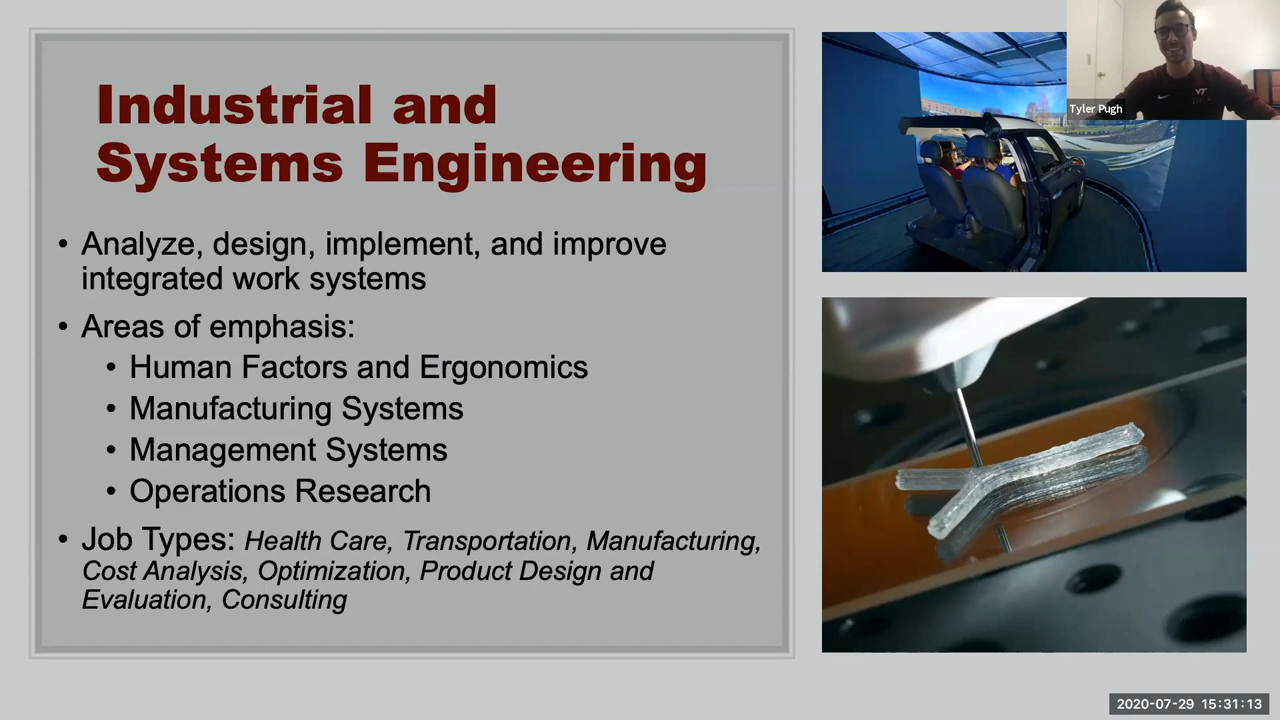 Industrial and
Systems Engineering
• Analyze, design, implement, and improve
integrated work systems
• Areas of emphasis:
• Human Factors and Ergonomics
• Manufacturing Systems
• Management Systems
• Operations Research
• Job Types: Health Care, Transportation, Manufacturing,
Cost Analysis, Optimization, Product Design and
Evaluation, Consulting
VT
Tyler Pugh
2020-07-29 15:31:13